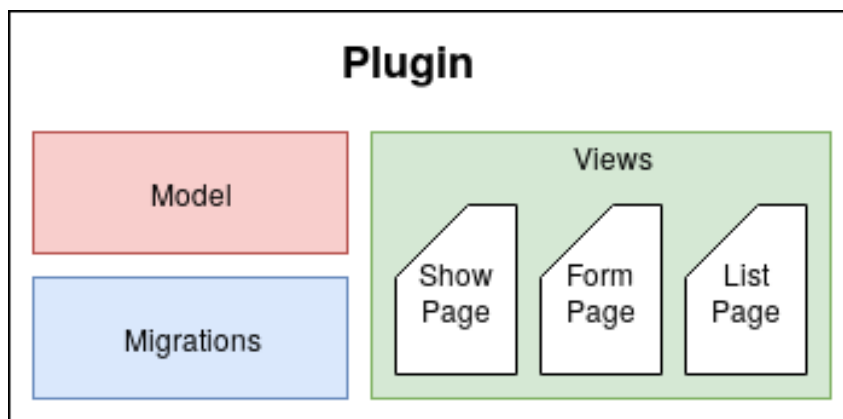 Plugin
Model
Migrations
Views
Show
Page
Form
Page
List
Page